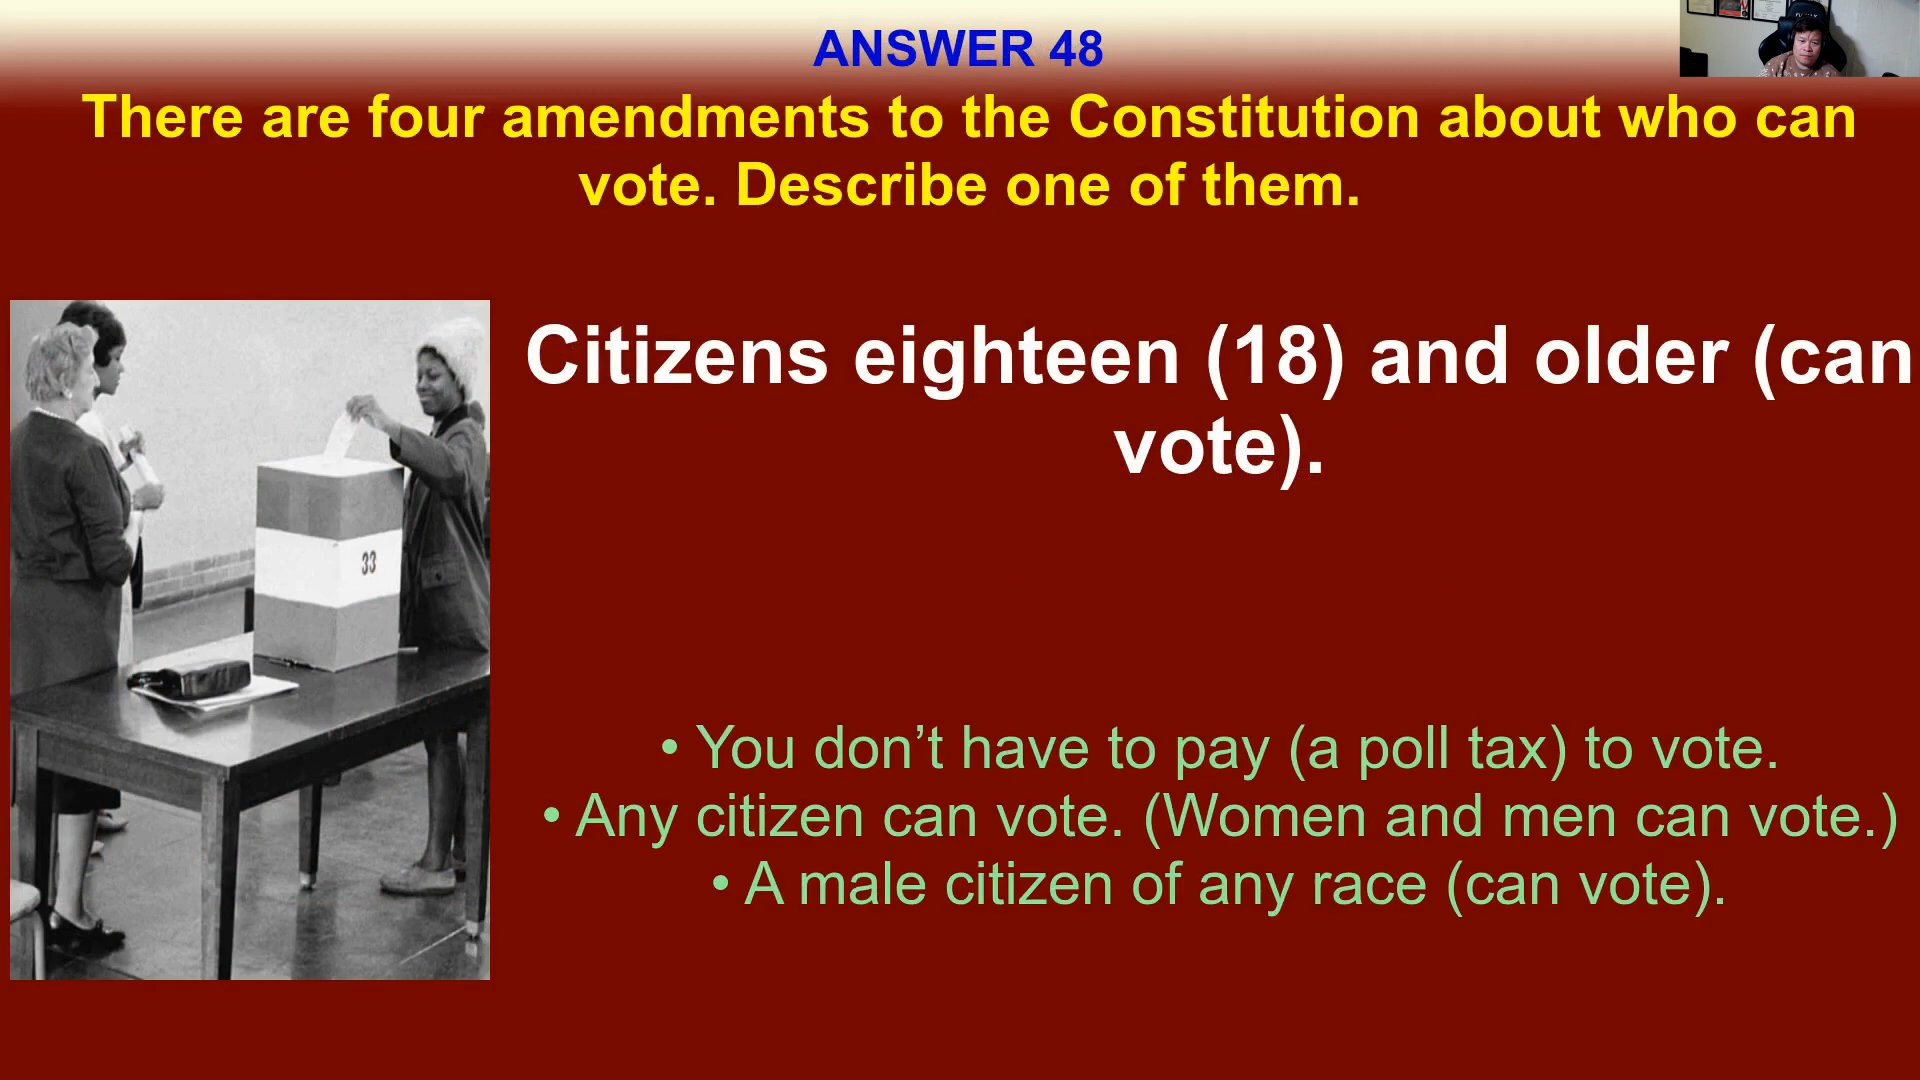 ANSWER 48
There are four amendments to the Constitution about who can
vote. Describe one of them.
Citizens eighteen (18) and older (can
vote).
33
• You don’t have to pay (a poll tax) to vote.
• Any citizen can vote. (Women and men can vote.)
• A male citizen of any race (can vote).